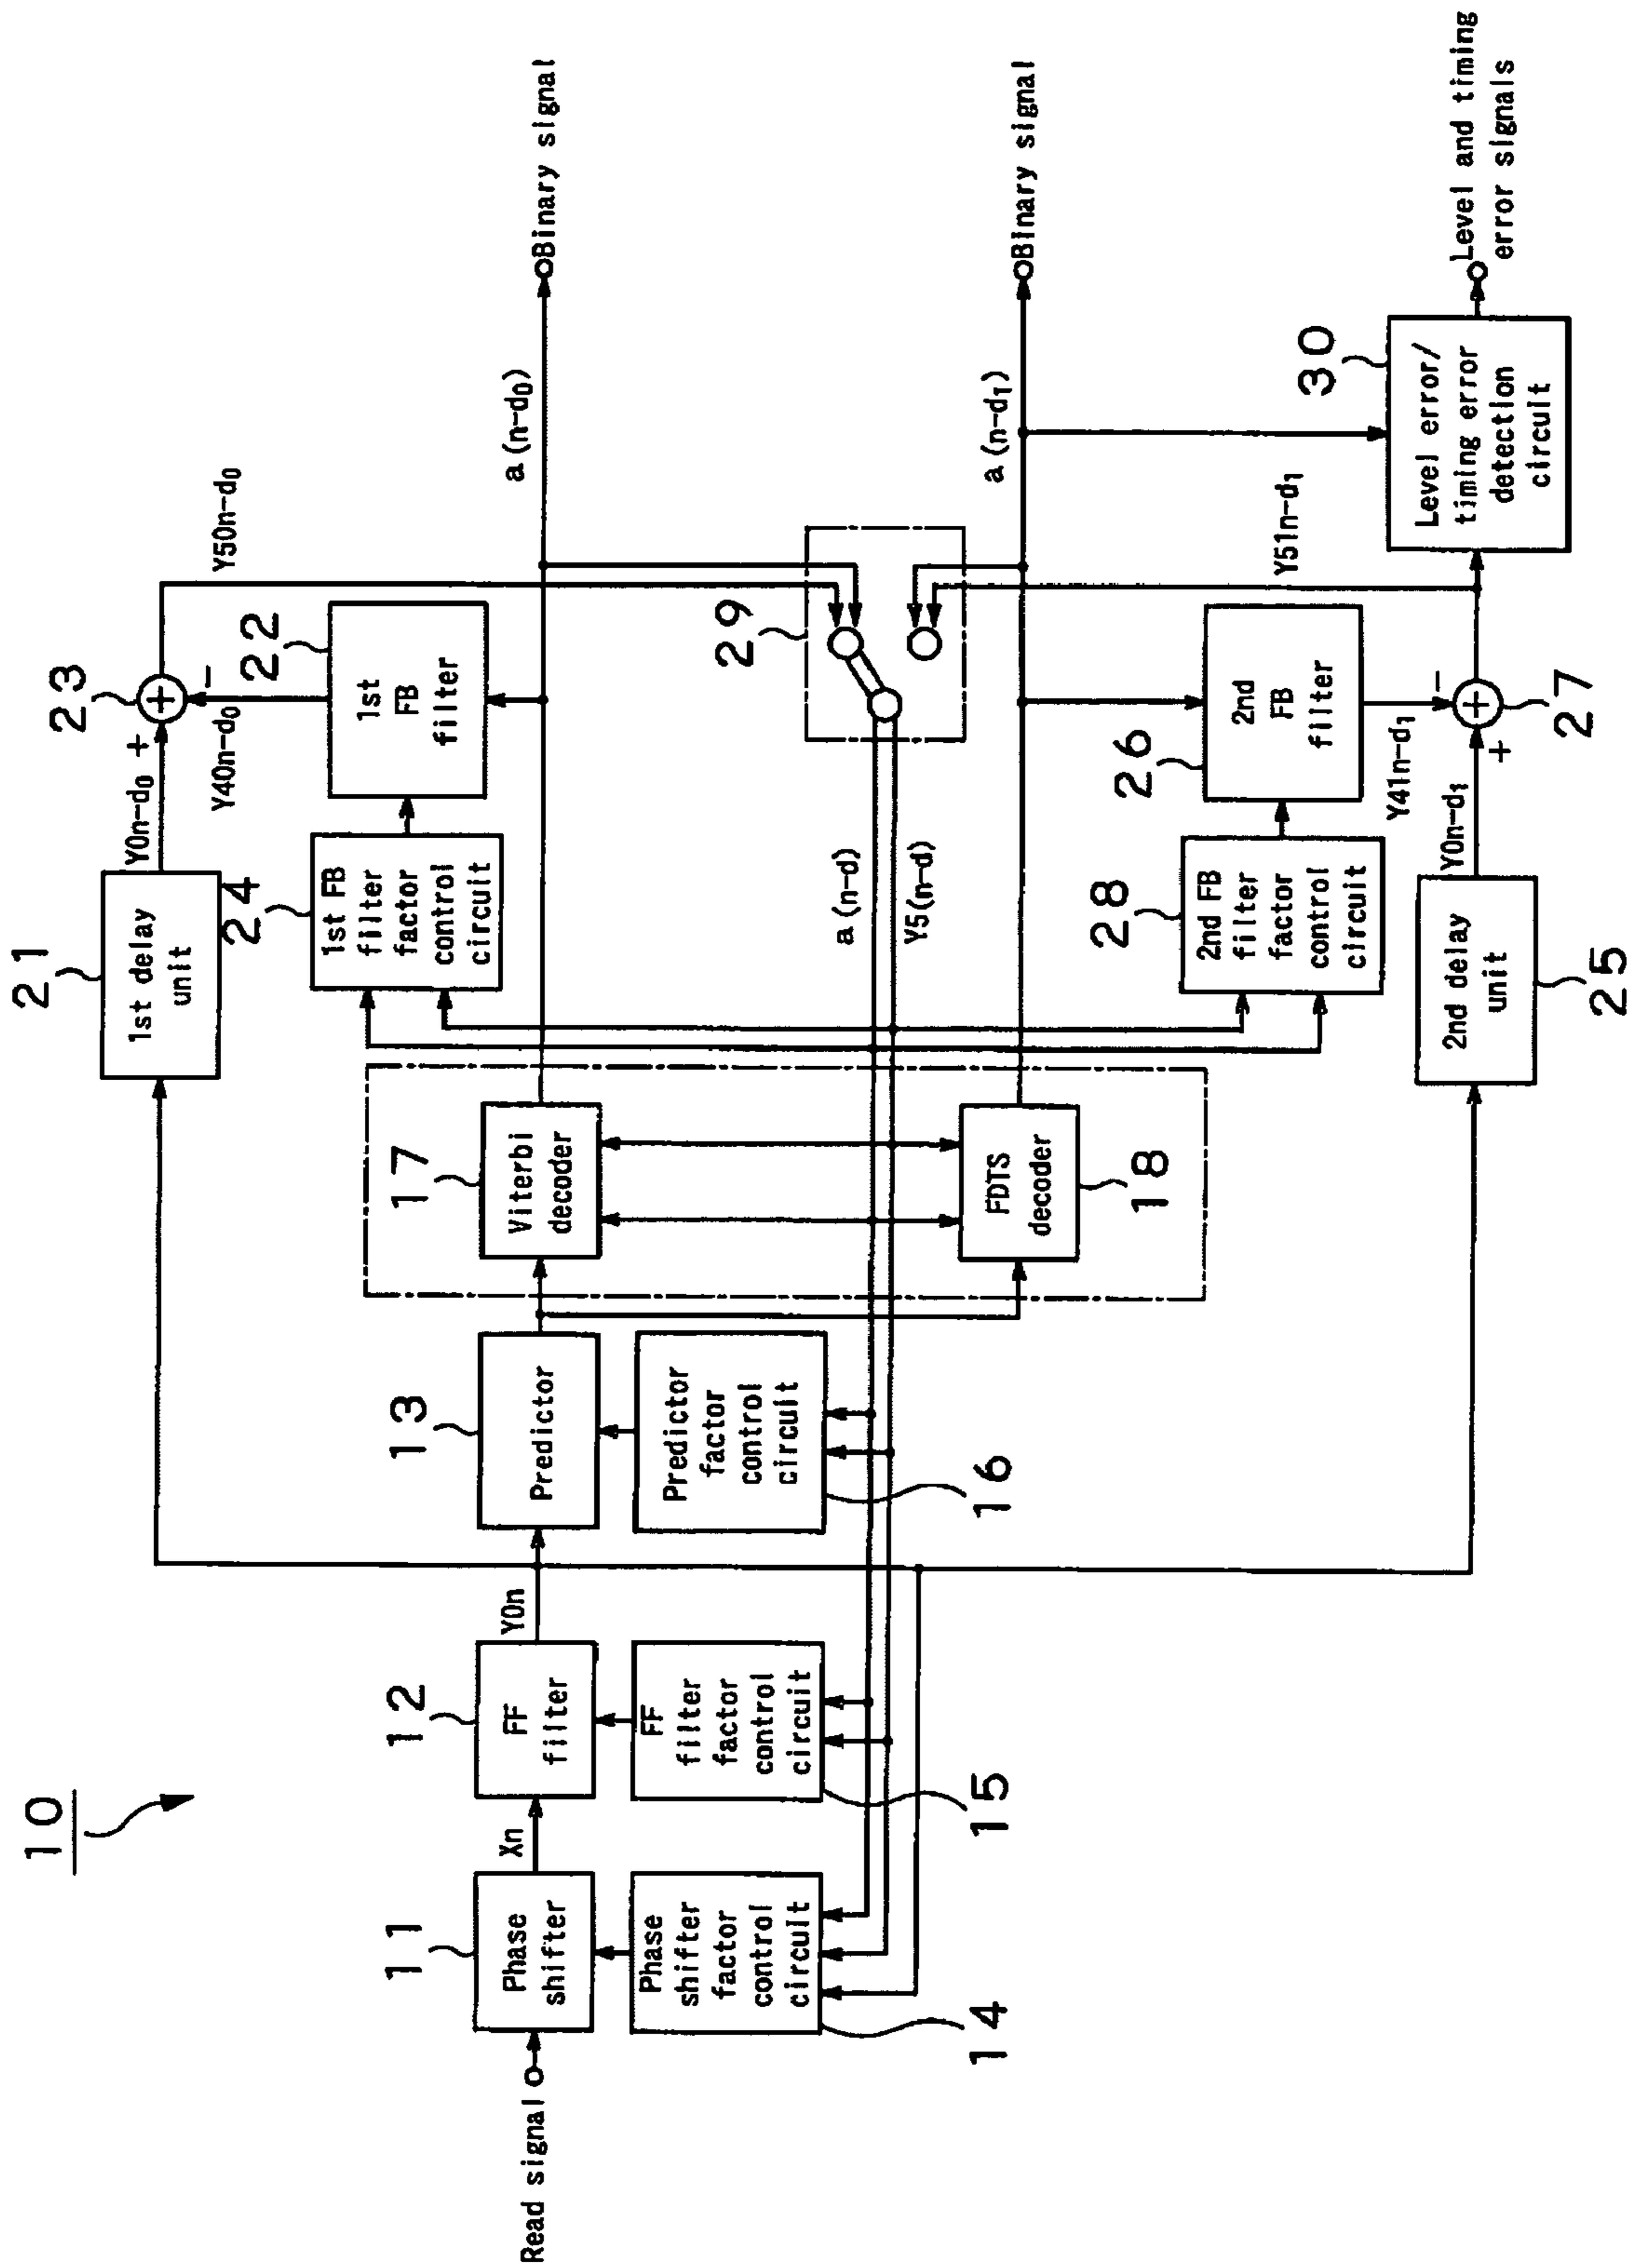 10
Read signal
11
Phase
shifter
Xn
12
FF
filter
Y0n
13
Predictor
14
Phase
shifter
factor
control
circuit
15
FF
filter
factor
control
circuit
16
Predictor
factor
control
circuit
17
Viterbi
decoder
18
FDTS
decoder
21
1st delay
unit
Y0n-d0
+
23
+
-
Y40n-d0
Y50n-d0
24
1st FB
filter
factor
control
circuit
22
1st
FB
filter
a(n-d0)
Binary signal
29
a(n-d)
Y5(n-d)
a(n-d1)
Binary signal
28
2nd FB
filter
factor
control
circuit
26
2nd
FB
filter
Y51n-d1
Y41n-d1
25
2nd delay
unit
Y0n-d1
+
27
+
-
30
Level error/
timing error
detection
circuit
Level and timing
error signals